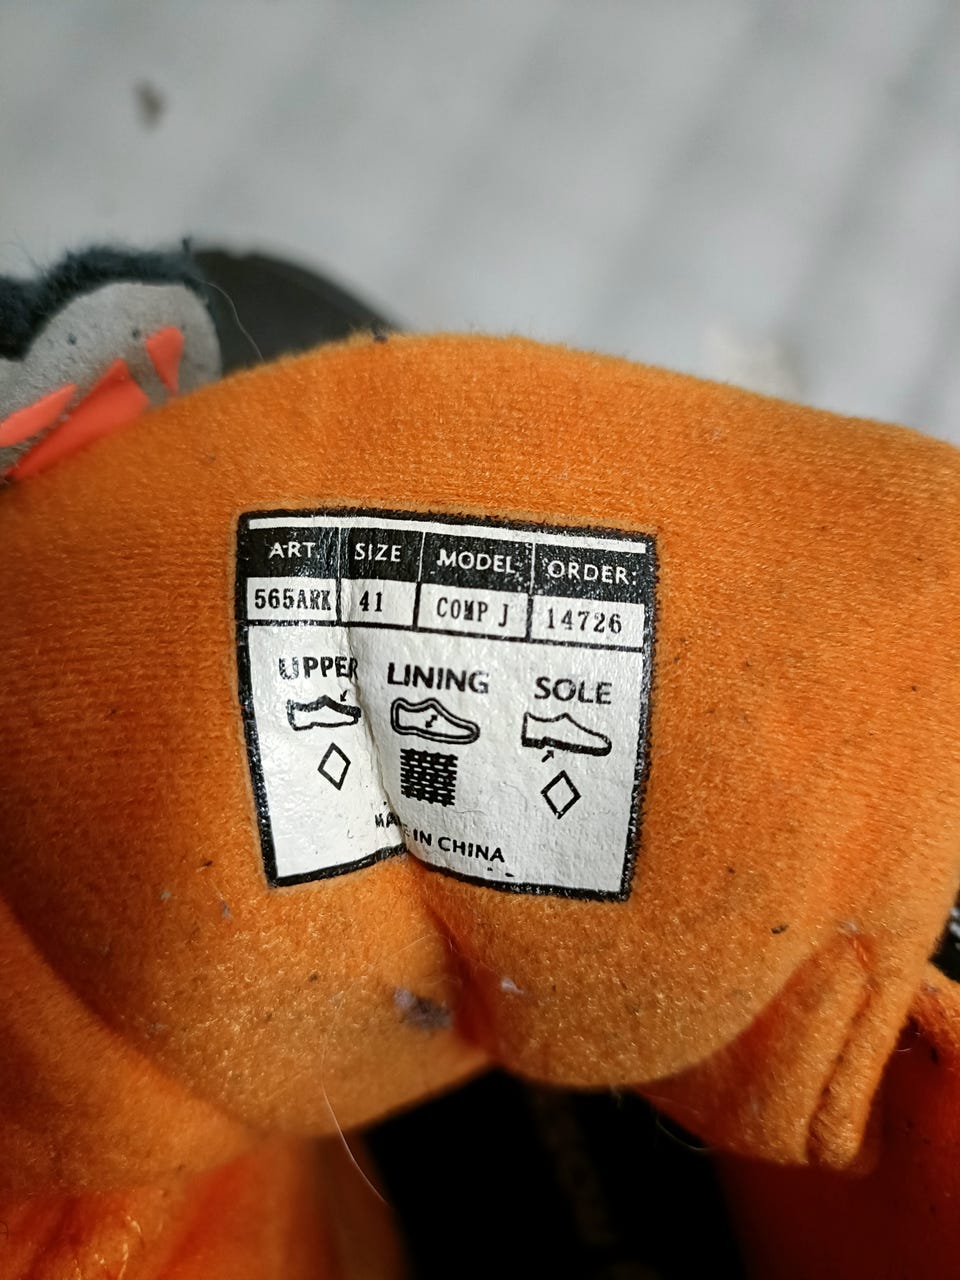 ART SIZE MODEL: ORDER:
565ARK 41 COMP J 14726
UPPER LINING SOLE
IN CHINA